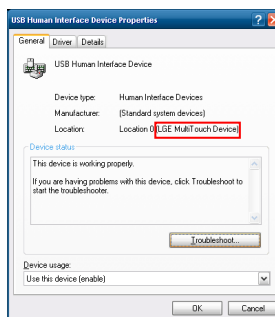 USB Human Interface Device Properties
General Driver Details
USB Human Interface Device
Device type: Human Interface Devices
Manufacturer: (Standard system devices)
Location: Location 0 (LGE MultiTouch Device)
Device status
This device is working properly.
If you are having problems with this device, click Troubleshoot to
start the troubleshooter.
Troubleshoot...
Device usage:
Use this device (enable)
OK Cancel